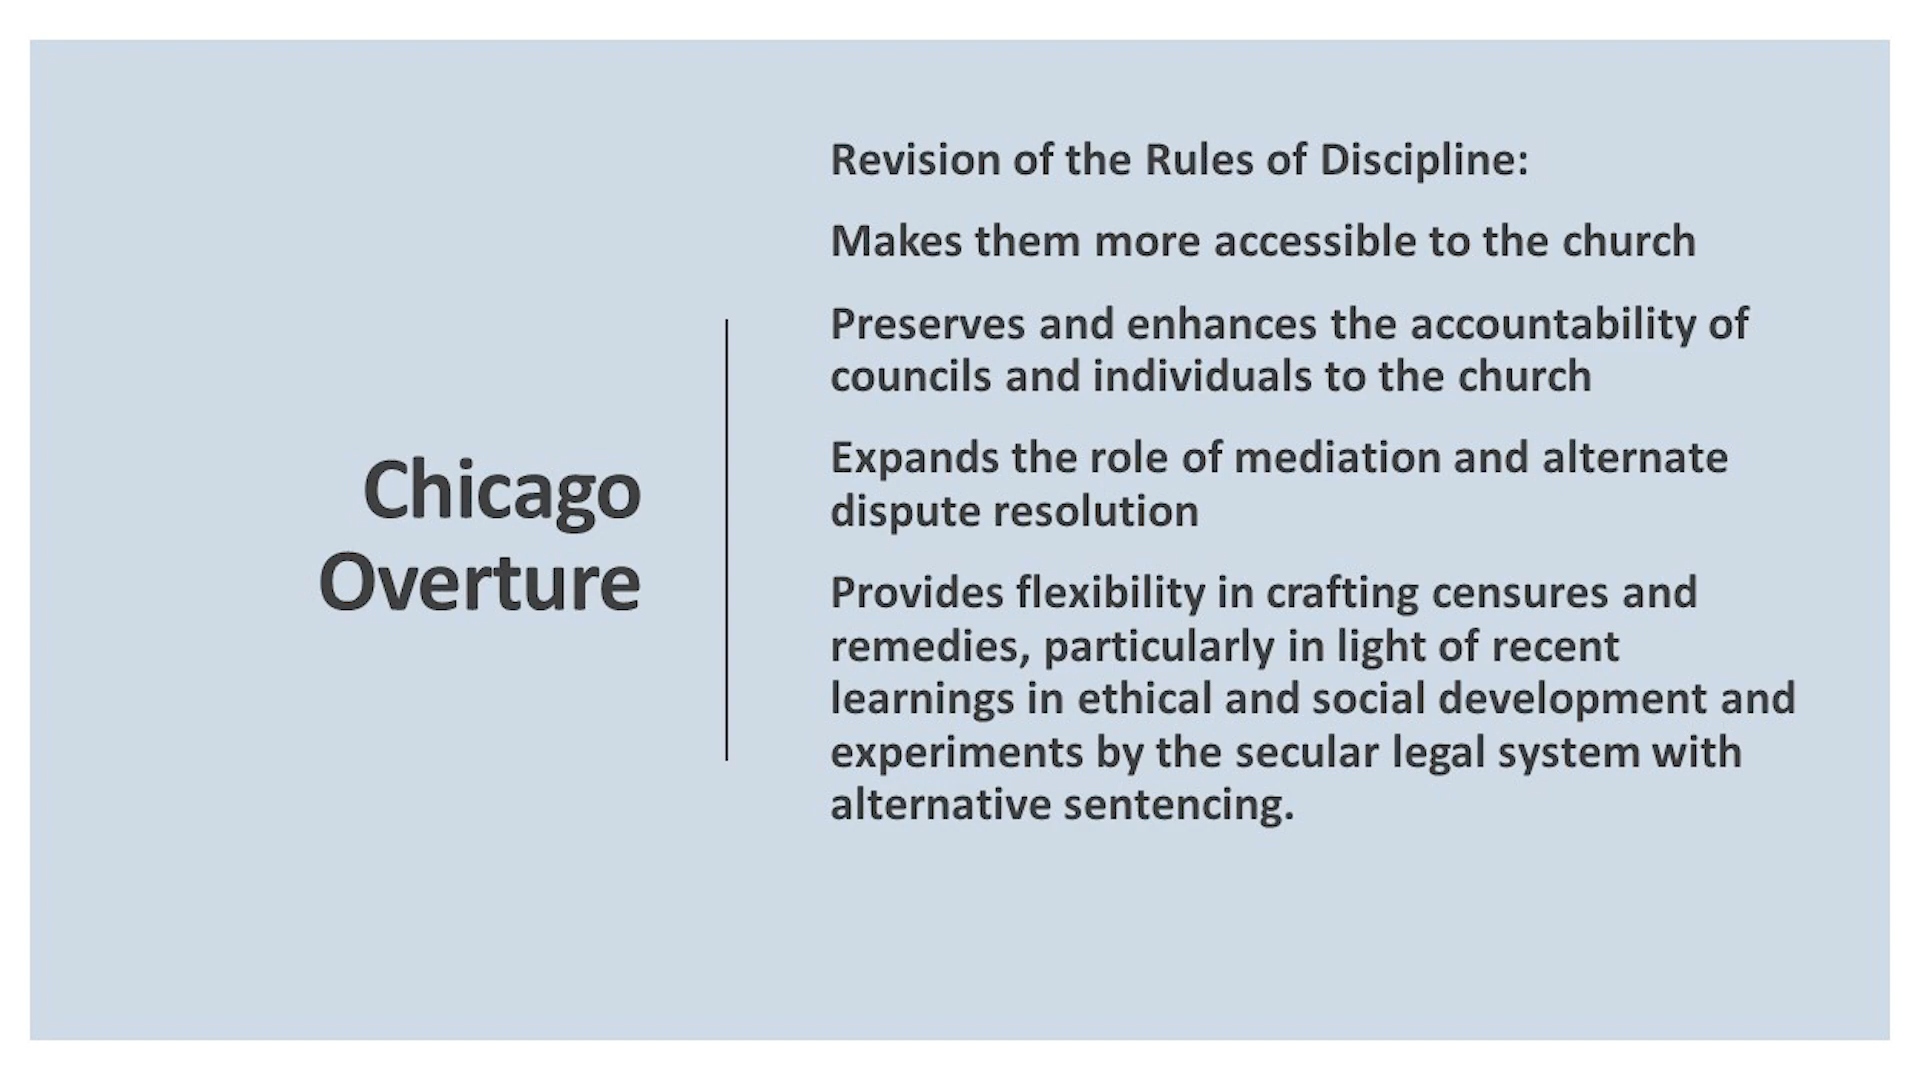 Chicago
Overture
Revision of the Rules of Discipline:
Makes them more accessible to the church
Preserves and enhances the accountability of
councils and individuals to the church
Expands the role of mediation and alternate
dispute resolution
Provides flexibility in crafting censures and
remedies, particularly in light of recent
learnings in ethical and social development and
experiments by the secular legal system with
alternative sentencing.